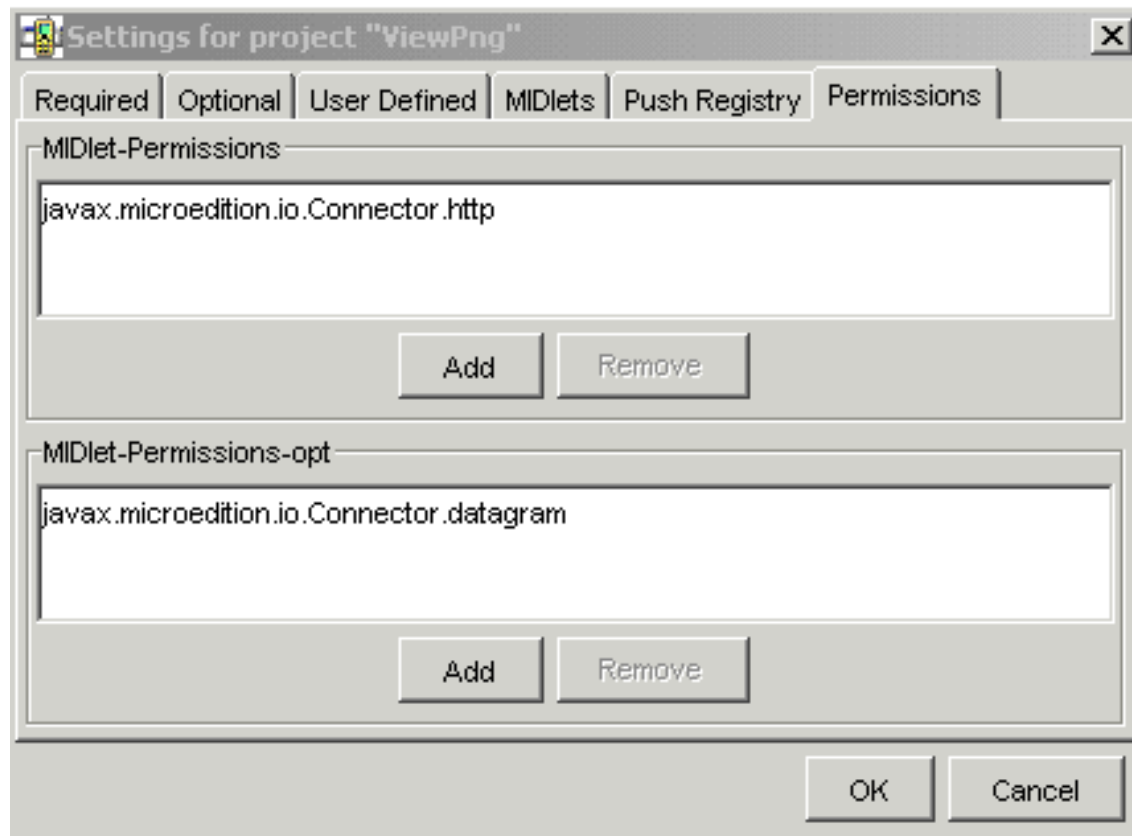 Settings for project "ViewPng"
Required Optional User Defined MIDlets Push Registry Permissions
MIDlet-Permissions
javax.microedition.io.Connector.http
Add Remove
MIDlet-Permissions-opt
javax.microedition.io.Connector.datagram
Add Remove
OK Cancel